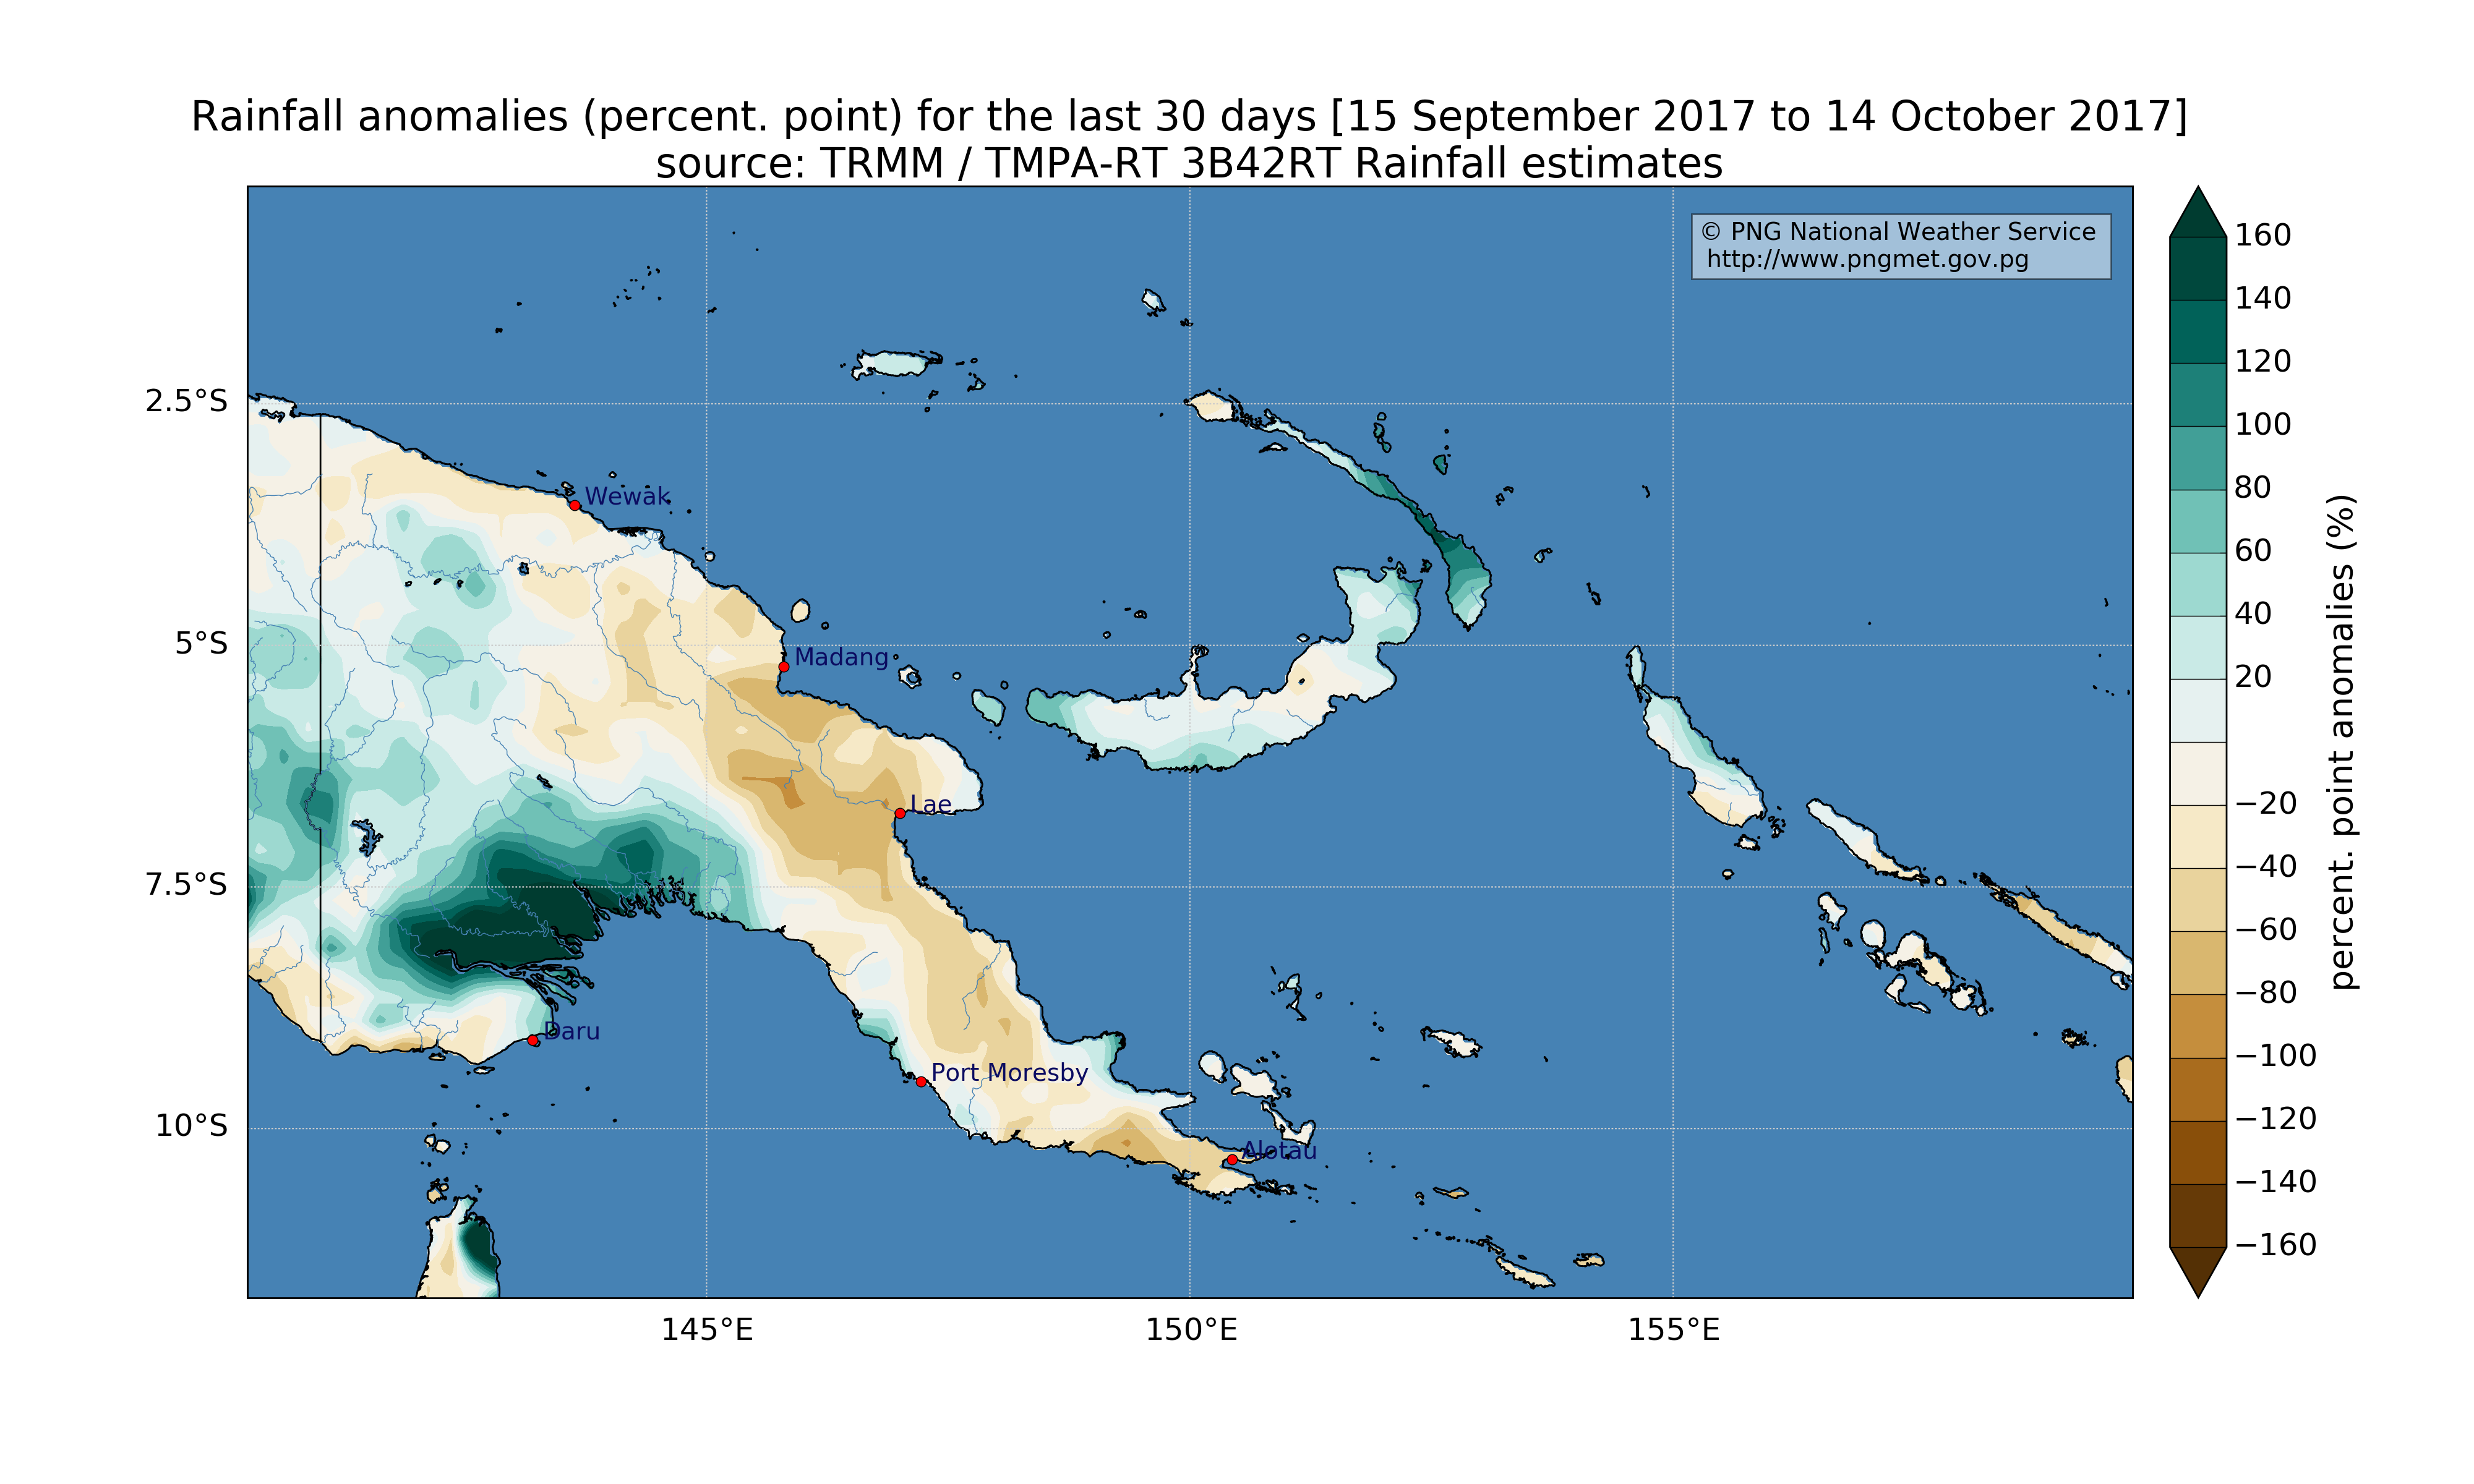 Rainfall anomalies (percent. point) for the last 30 days [15 September 2017 to 14 October 2017]
source: TRMM / TMPA-RT 3B42RT Rainfall estimates
© PNG National Weather Service
http://www.pngmet.gov.pg
160
140
120
100
80
60
40
20
−20
−40
−60
−80
−100
−120
−140
−160
percent. point anomalies (%)
2.5°S
5°S
7.5°S
10°S
Wewak
Madang
Lae
Daru
Port Moresby
Alotau
145°E
150°E
155°E